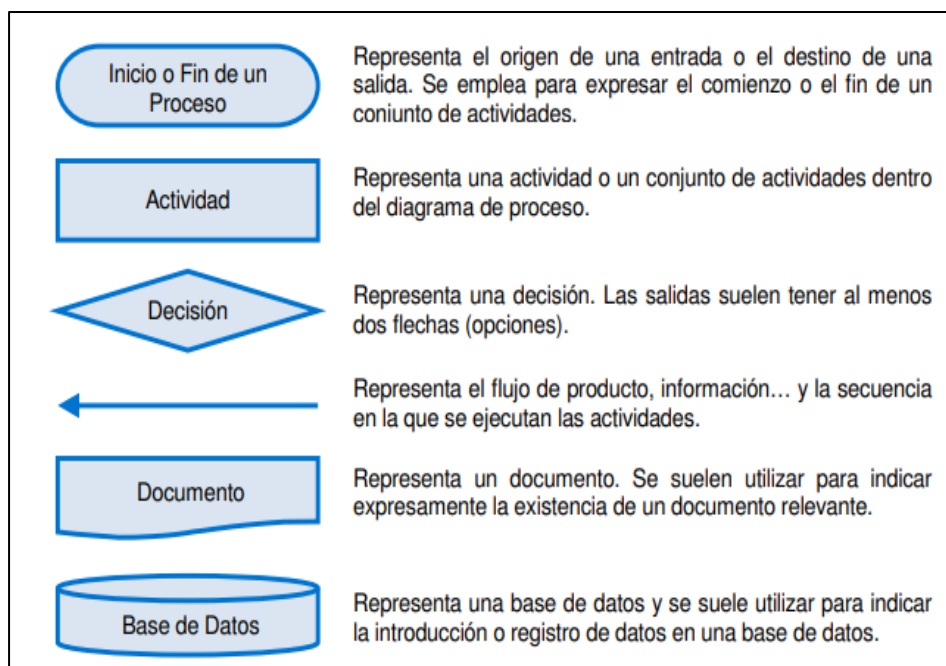 Inicio o Fin de un
Proceso
Representa el origen de una entrada o el destino de una
salida. Se emplea para expresar el comienzo o el fin de un
coniunto de actividades.
Actividad
Representa una actividad o un conjunto de actividades dentro
del diagrama de proceso.
Decisión
Representa una decisión. Las salidas suelen tener al menos
dos flechas (opciones).
Representa el flujo de producto, información… y la secuencia
en la que se ejecutan las actividades.
Documento
Representa un documento. Se suelen utilizar para indicar
expresamente la existencia de un documento relevante.
Base de Datos
Representa una base de datos y se suele utilizar para indicar
la introducción o registro de datos en una base de datos.